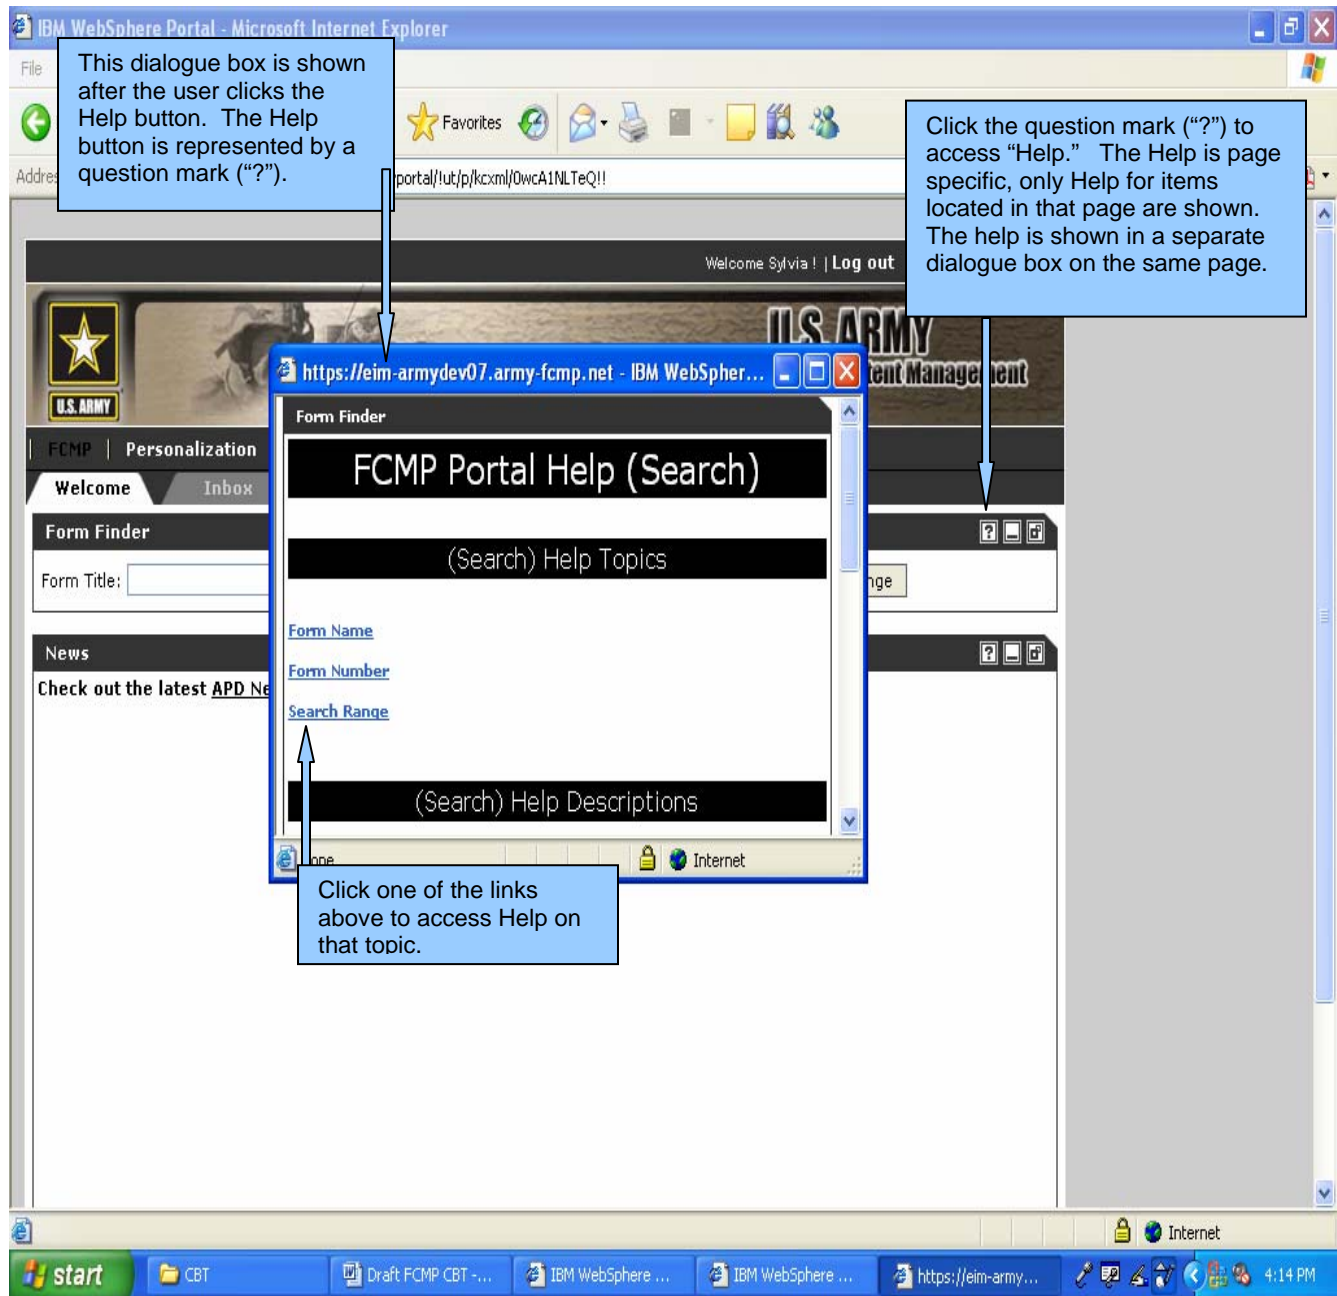 IBM WebSphere Portal - Microsoft Internet Explorer
File
This dialogue box is shown
after the user clicks the
Help button.  The Help
button is represented by a
question mark (“?”).
Favorites
portal/!ut/p/kcxml/0wcA1NLTeQ!!
Click the question mark (“?”) to
access “Help.”   The Help is page
specific, only Help for items
located in that page are shown.
The help is shown in a separate
dialogue box on the same page.
Welcome Sylvia ! | Log out
U.S. ARMY
U.S. ARMY
FCMP | Personalization
Welcome Inbox
Form Finder
Form Title:
News
Check out the latest APD Ne
https://eim-armydev07.army-fcmp.net - IBM WebSpher...
Form Finder
FCMP Portal Help (Search)
(Search) Help Topics
Form Name
Form Number
Search Range
(Search) Help Descriptions
Internet
Click one of the links
above to access Help on
that topic.
Internet
start
CBT
Draft FCMP CBT -...
IBM WebSphere ...
IBM WebSphere ...
https://eim-army...
4:14 PM